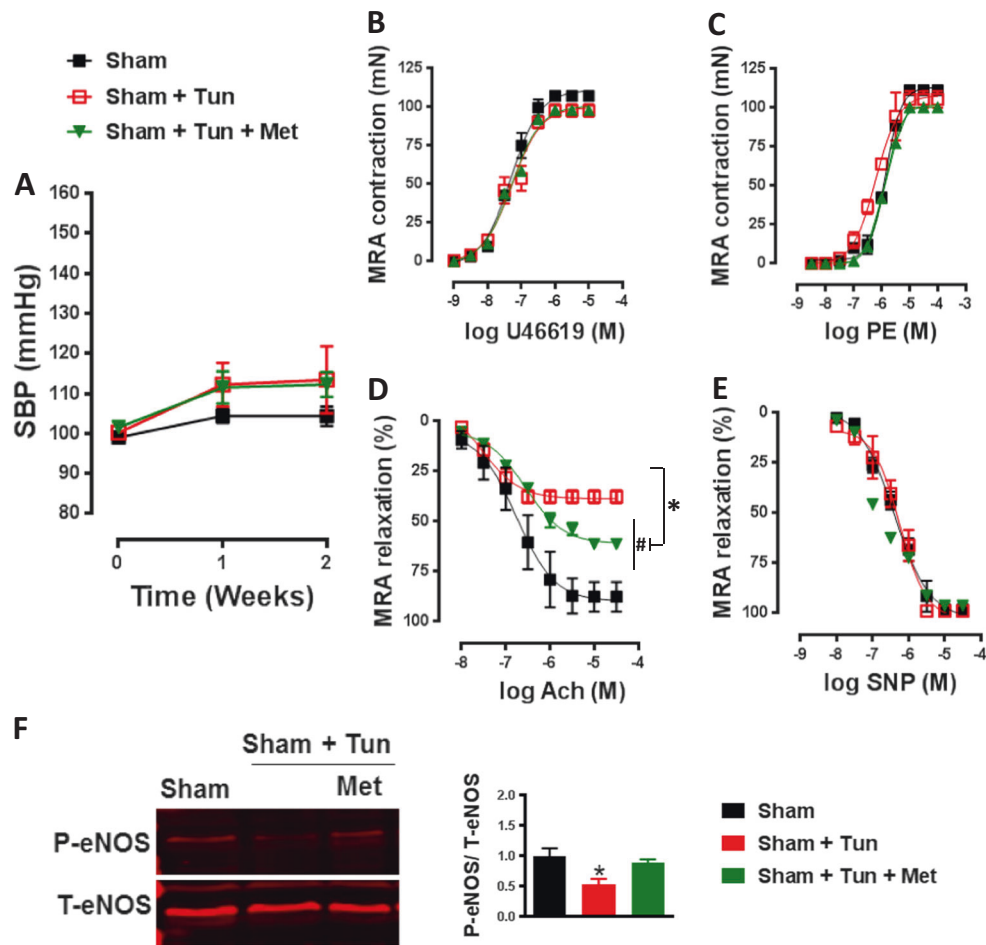 Sham
Sham + Tun
Sham + Tun + Met
A
160
150
140
130
120
110
100
90
80
SBP (mmHg)
0 1 2
Time (Weeks)
B
125
100
75
50
25
0
MRA contraction (mN)
-9 -8 -7 -6 -5 -4
log U46619 (M)
C
125
100
75
50
25
0
MRA contraction (mN)
-9 -8 -7 -6 -5 -4 -3
log PE (M)
D
0
25
50
75
100
MRA relaxation (%)
*
#
-8 -7 -6 -5 -4
log Ach (M)
E
0
50
100
MRA relaxation (%)
-9 -8 -7 -6 -5 -4
log SNP (M)
F
Sham + Tun
Sham Met
P-eNOS
T-eNOS
2.0
1.5
1.0
0.5
0.0
P-eNOS/ T-eNOS
*
Sham
Sham + Tun
Sham + Tun + Met